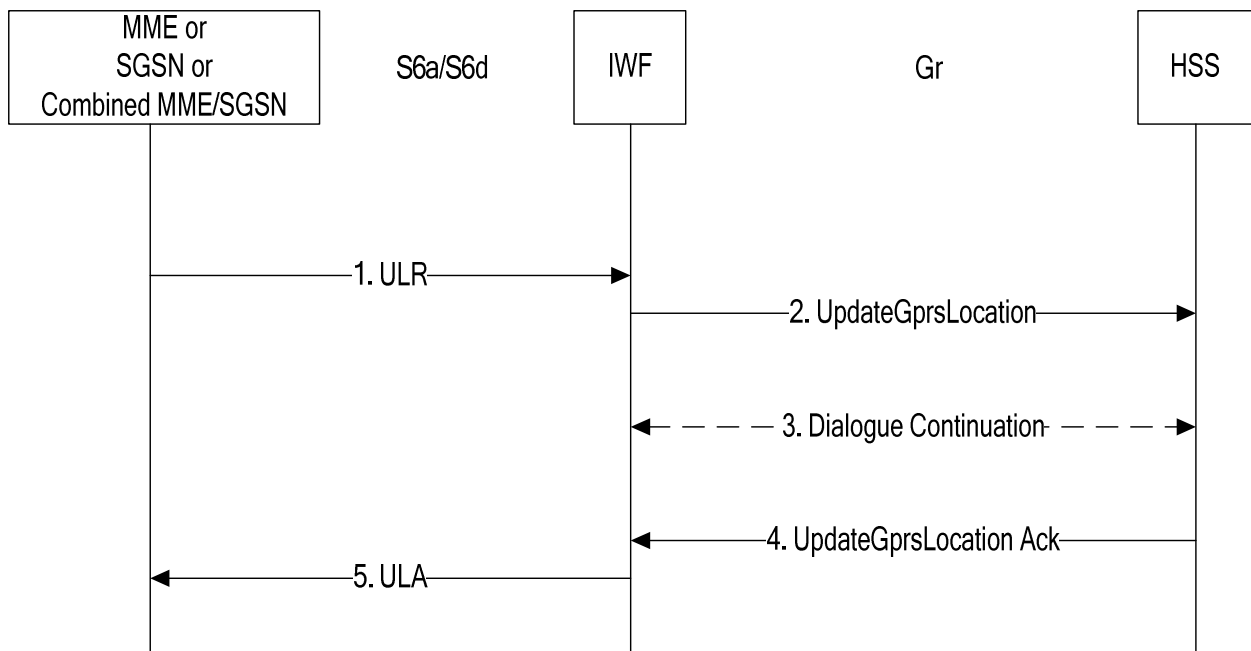 MME or
SGSN or
Combined MME/SGSN
S6a/S6d
IWF
Gr
HSS
1. ULR
2. UpdateGprsLocation
3. Dialogue Continuation
4. UpdateGprsLocation Ack
5. ULA